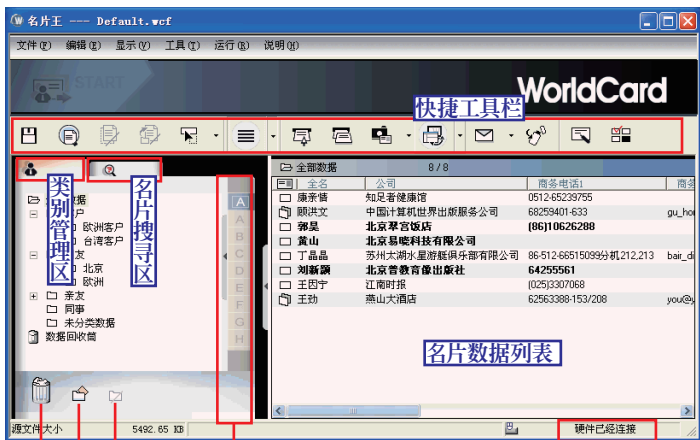 名片王 --- Default.wcf
文件(F) 编辑(E) 显示(V) 工具(T) 运行(R) 说明(H)
START
WorldCard
快捷工具栏
全部数据 8/8
全名 公司 商务电话1 商务
康亲情 知足者健康馆 0512-65239755
顾洪文 中国计算机世界出版服务公司 68259401-633 gu_ho
郭昊 北京翠宫饭店 (86)10626288
黄山 北京易晓科技有限公司
丁晶晶 苏州太湖水星游艇俱乐部有限公司 86-512-66515099分机212,213 bair_di
刘新颢 北京普教音像出版社 64255561
王因宁 江南时报 (025)3307068
王劲 燕山大酒店 62563388-153/208 you@y
类别管理区
名片搜寻区
数据
户
欧洲客户
台湾客户
友
北京
欧洲
亲友
同事
未分类数据
数据回收筒
A
A
B
C
D
E
F
G
H
名片数据列表
源文件大小 5492.65 KB 硬件已经连接